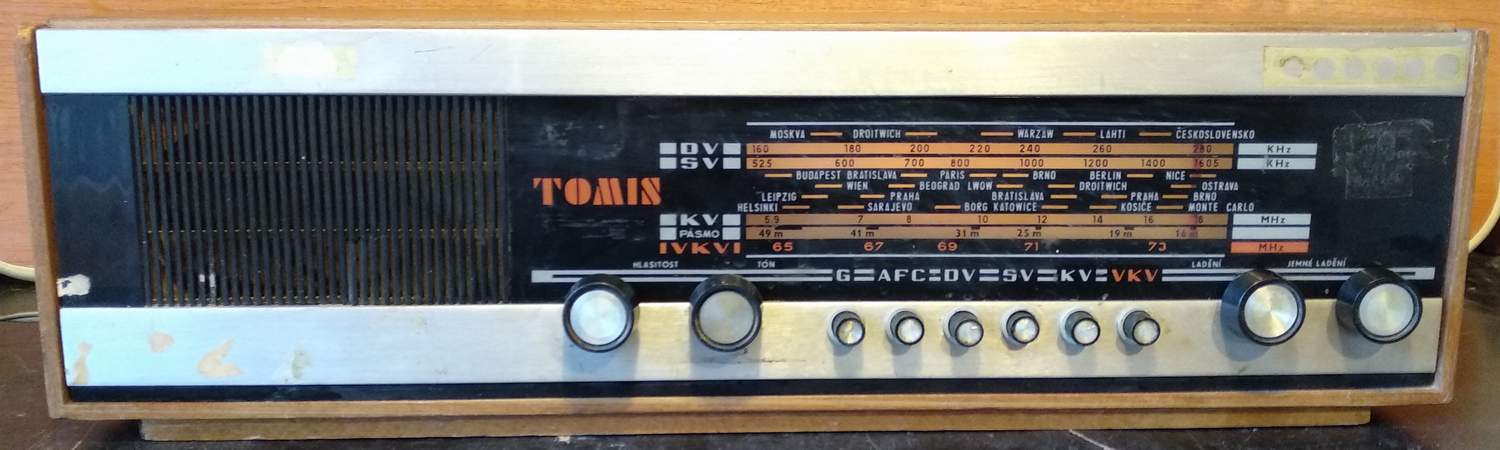 MOSKVA DROITWICH WARZAW LAHTI ČESKOSLOVENSKO
DV 160 180 200 220 240 260 280 KHz
SV 525 600 700 800 1000 1200 1400 1605 KHz
BUDAPEST BRATISLAVA PARIS BRNO BERLIN NICE
TOMIS
WIEN BEOGRAD LWOW DROITWICH OSTRAVA
LEIPZIG PRAHA BRATISLAVA PRAHA BRNO
HELSINKI SARAJEVO BORG KATOWICE KOSICE MONTE CARLO
KV 5.9 7 8 10 12 14 16 18 MHz
PÁSMO 49 m 41 m 31 m 25 m 19 m 16 m
IVKVI 65 67 69 71 73 MHz
HLASITOST TÓN LADĚNÍ JEMNÉ LADĚNÍ
G AFC DV SV KV VKV